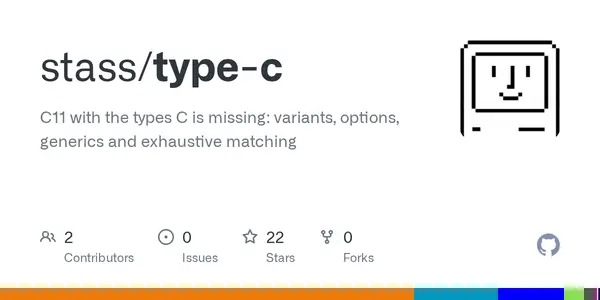 stass/type-c
C11 with the types C is missing: variants, options,
generics and exhaustive matching
2
Contributors
0
Issues
22
Stars
0
Forks